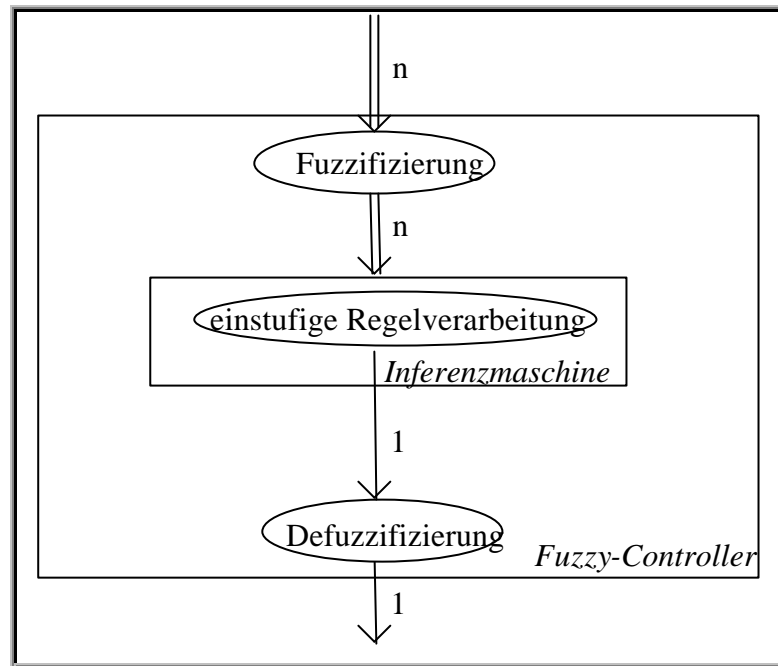 n
Fuzzifizierung
n
einstufige Regelverarbeitung
Inferenzmaschine
1
Defuzzifizierung
Fuzzy-Controller
1